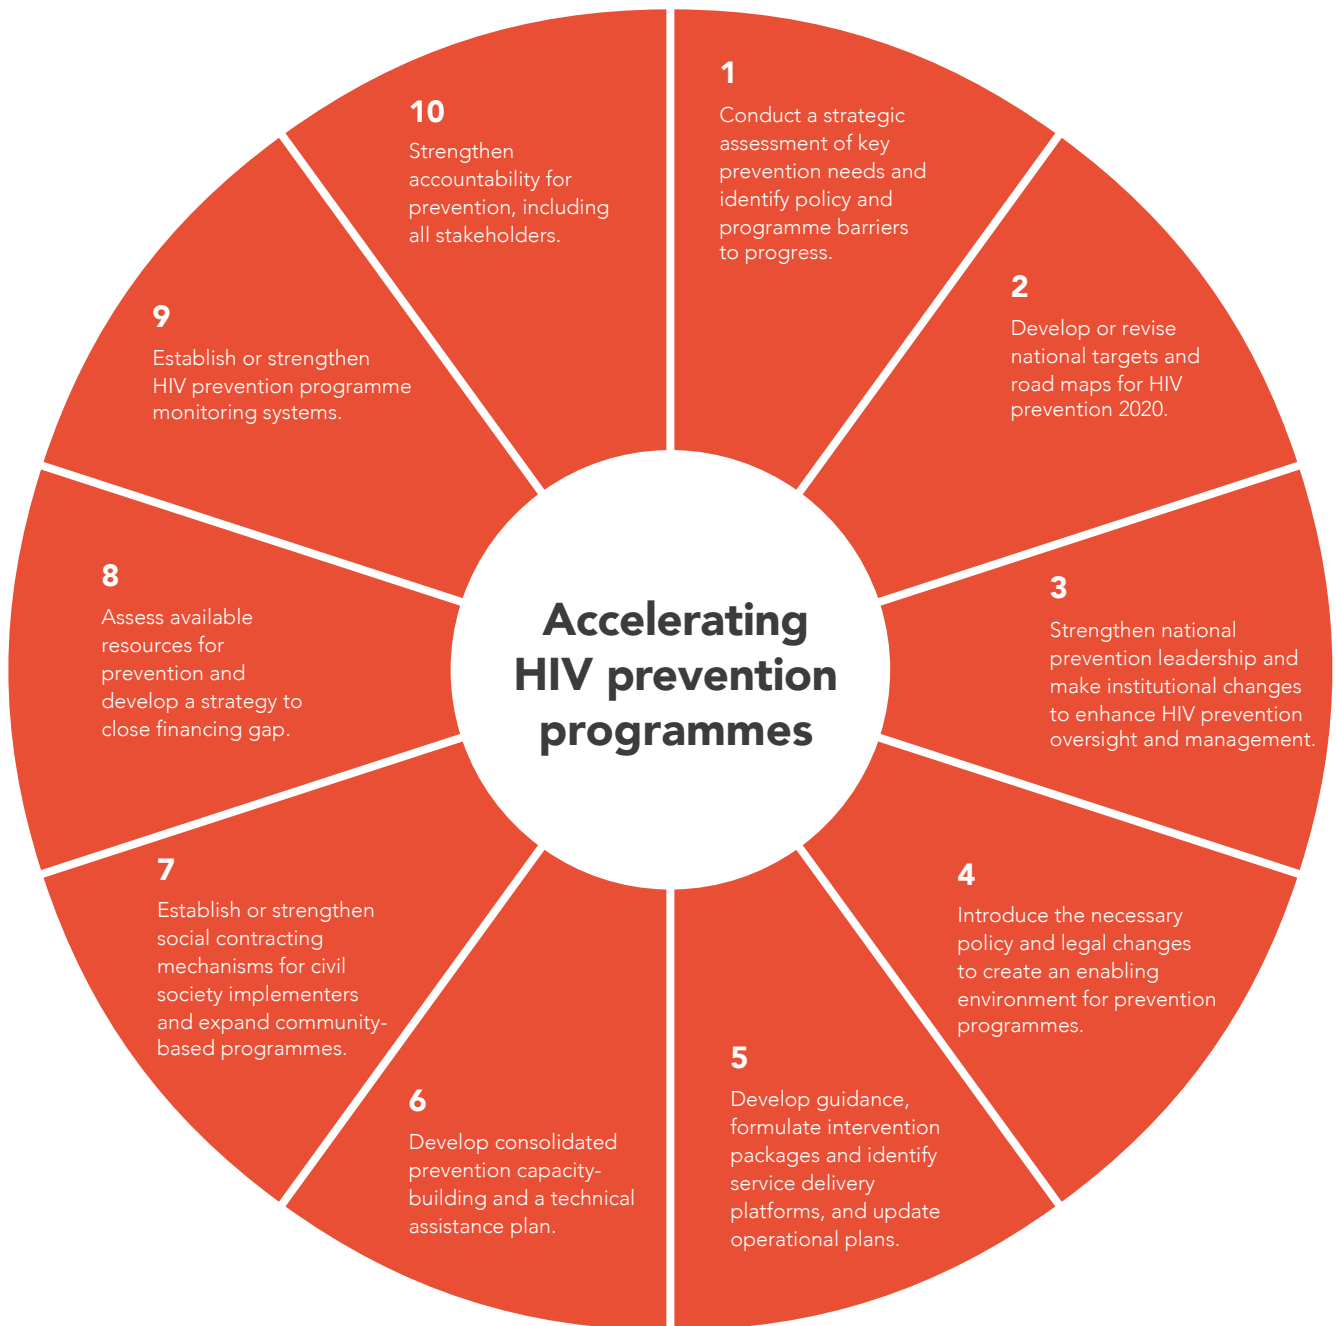 1
Conduct a strategic
assessment of key
prevention needs and
identify policy and
programme barriers
to progress.
2
Develop or revise
national targets and
road maps for HIV
prevention 2020.
3
Strengthen national
prevention leadership and
make institutional changes
to enhance HIV prevention
oversight and management.
4
Introduce the necessary
policy and legal changes
to create an enabling
environment for prevention
programmes.
5
Develop guidance,
formulate intervention
packages and identify
service delivery
platforms, and update
operational plans.
6
Develop consolidated
prevention capacity-
building and a technical
assistance plan.
7
Establish or strengthen
social contracting
mechanisms for civil
society implementers
and expand community-
based programmes.
8
Assess available
resources for
prevention and
develop a strategy to
close financing gap.
9
Establish or strengthen
HIV prevention programme
monitoring systems.
10
Strengthen
accountability for
prevention, including
all stakeholders.
Accelerating
HIV prevention
programmes